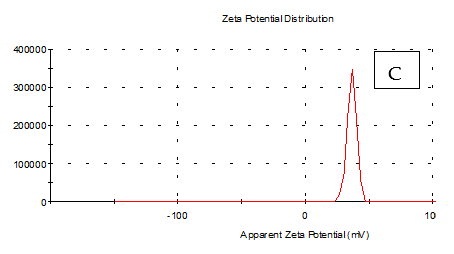 Zeta Potential Distribution
400000
C
300000
200000
100000
0
-100 0 10
Apparent Zeta Potential (mV)